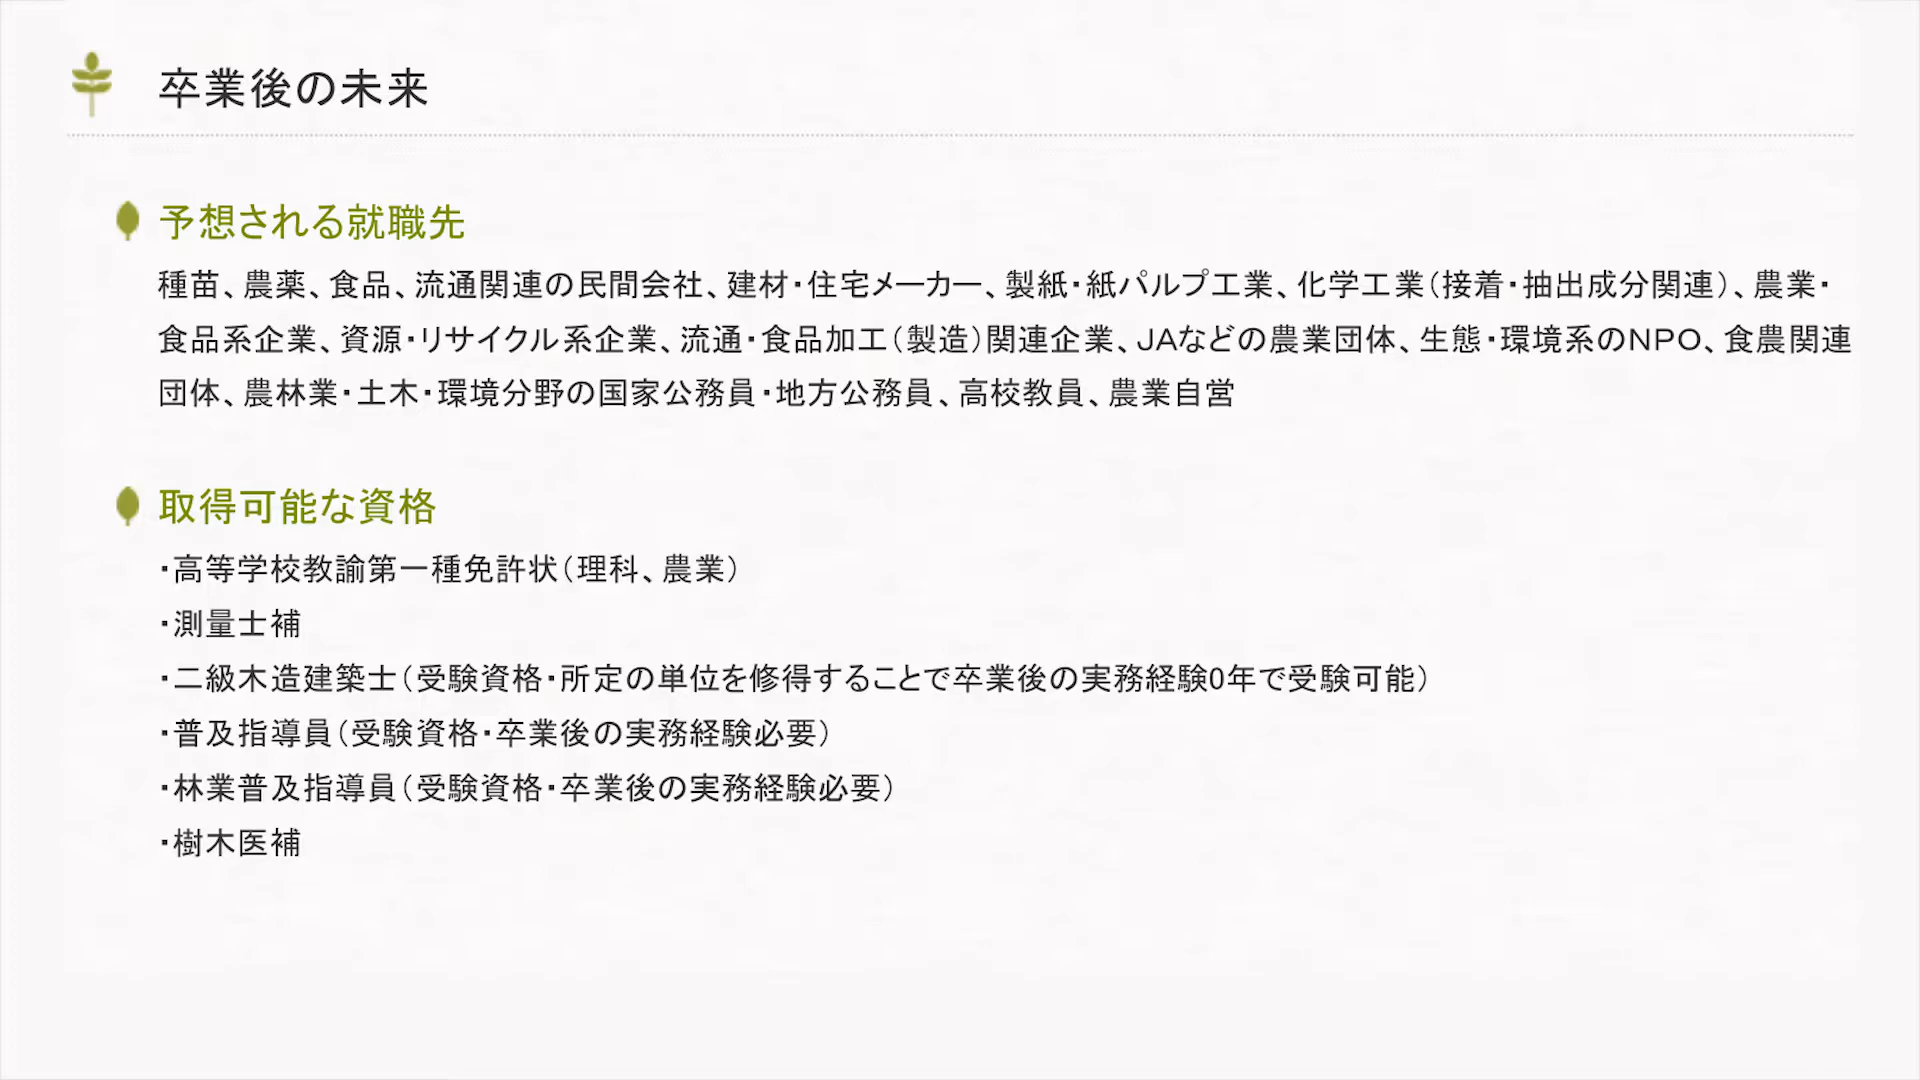 卒業後の未来
予想される就職先
種苗、農薬、食品、流通関連の民間会社、建材・住宅メーカー、製紙・紙パルプ工業、化学工業（接着・抽出成分関連）、農業・
食品系企業、資源・リサイクル系企業、流通・食品加工（製造）関連企業、JAなどの農業団体、生態・環境系のNPO、食農関連
団体、農林業・土木・環境分野の国家公務員・地方公務員、高校教員、農業自営
取得可能な資格
・高等学校教諭第一種免許状（理科、農業）
・測量士補
・二級木造建築士（受験資格・所定の単位を修得することで卒業後の実務経験0年で受験可能）
・普及指導員（受験資格・卒業後の実務経験必要）
・林業普及指導員（受験資格・卒業後の実務経験必要）
・樹木医補